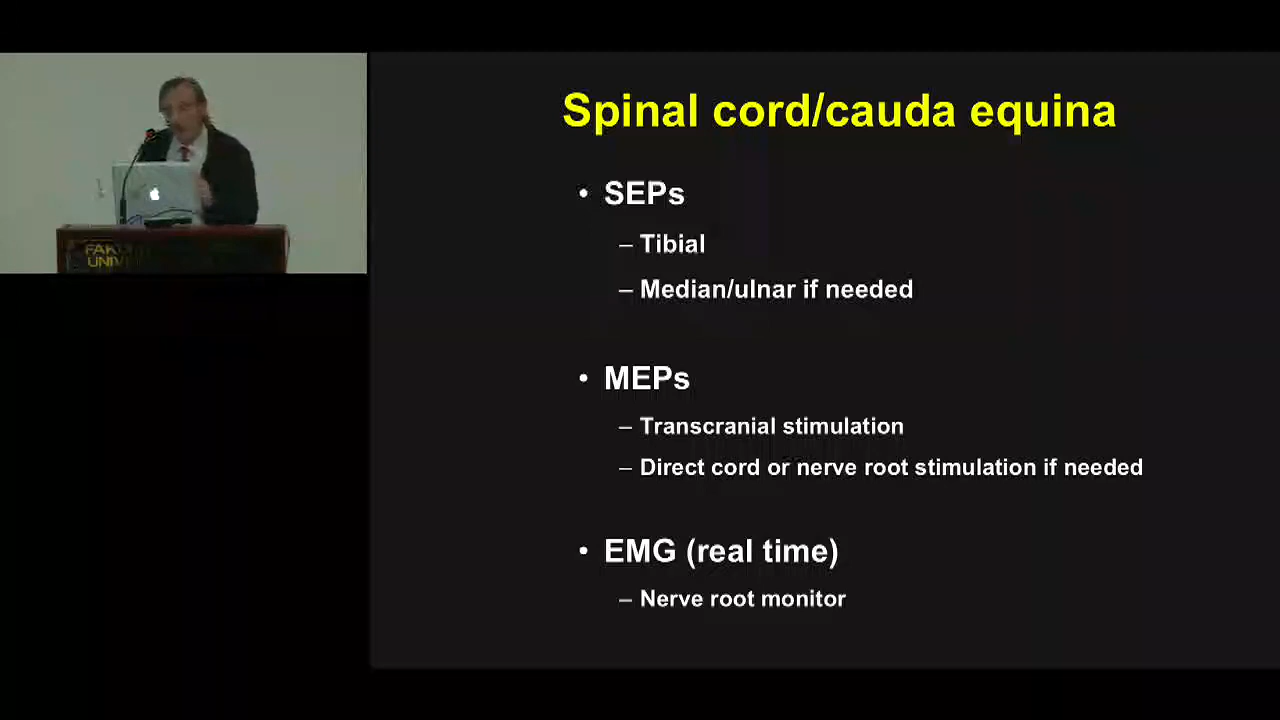 Spinal cord/cauda equina
• SEPs
– Tibial
– Median/ulnar if needed
• MEPs
– Transcranial stimulation
– Direct cord or nerve root stimulation if needed
• EMG (real time)
– Nerve root monitor